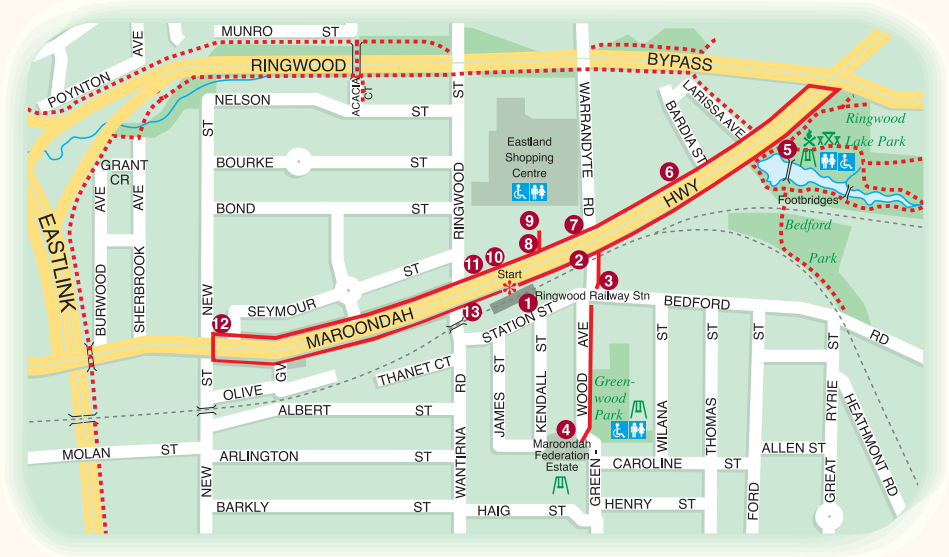 MUNRO ST
AVE
POYNTON
RINGWOOD
BYPASS
ACACIA
CT
ST
NELSON ST
WARRANDYTE
RD
LARISSA AVE
BARDIA ST
Ringwood
Lake Park
5
Footbridges
Eastland
Shopping
Centre
GRANT
CR
ST
BOURKE ST
RINGWOOD
6
HWY
BOND ST
AVE
AVE
BURWOOD
SHERBROOK
EASTLINK
9
8
7
Bedford
Park
11
10
Start
2
3
ST
SEYMOUR
NEW
12
MAROONDAH
13
1
Ringwood Railway Stn
STATION ST
BEDFORD
RD
ST
OLIVE
GV
THANET CT
RD
ST
ST
AVE
ST
ST
ST
ALBERT ST
JAMES
KENDALL
WOOD
Green-
wood
Park
WILANA
THOMAS
RYRIE
HEATHMONT RD
4
Maroondah
Federation
Estate
MOLAN ST
ARLINGTON ST
WANTIRNA
GREEN-
CAROLINE ST
ALLEN ST
NEW
GREAT
FORD
BARKLY ST
HAIG ST
HENRY ST